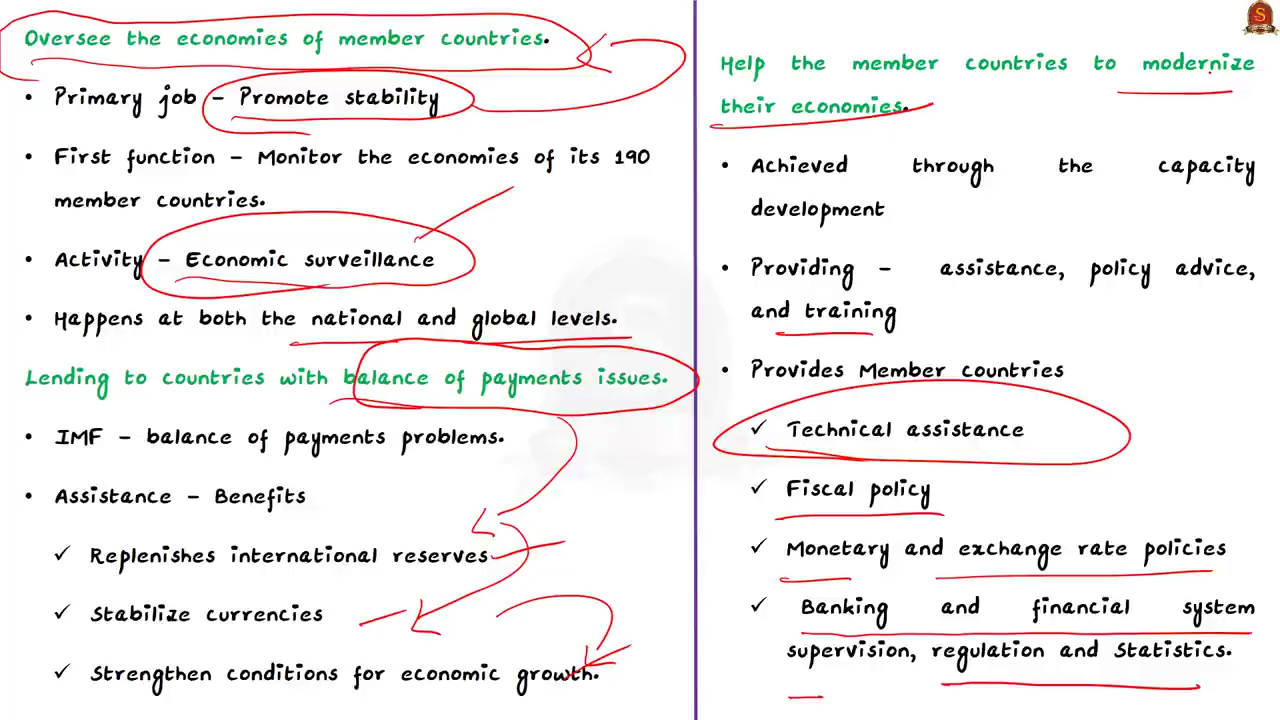 Oversee the economies of member countries.
• Primary job – Promote stability
• First function – Monitor the economies of its 190
member countries.
• Activity – Economic surveillance
• Happens at both the national and global levels.
Lending to countries with balance of payments issues.
• IMF – balance of payments problems.
• Assistance – Benefits
✓ Replenishes international reserves
✓ Stabilize currencies
✓ Strengthen conditions for economic growth.
Help the member countries to modernize
their economies.
• Achieved through the capacity
development
• Providing – assistance, policy advice,
and training
• Provides Member countries
✓ Technical assistance
✓ Fiscal policy
✓ Monetary and exchange rate policies
✓ Banking and financial system
supervision, regulation and Statistics.
S